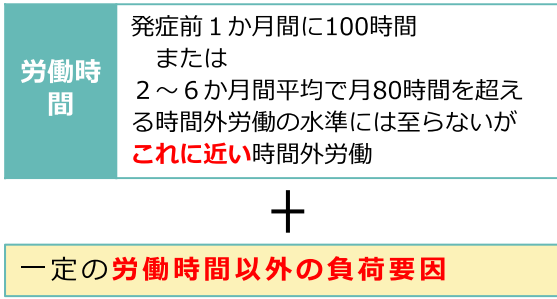 労働時
間
発症前１か月間に100時間
または
２～６か月間平均で月80時間を超え
る時間外労働の水準には至らないが
これに近い時間外労働
＋
一定の労働時間以外の負荷要因